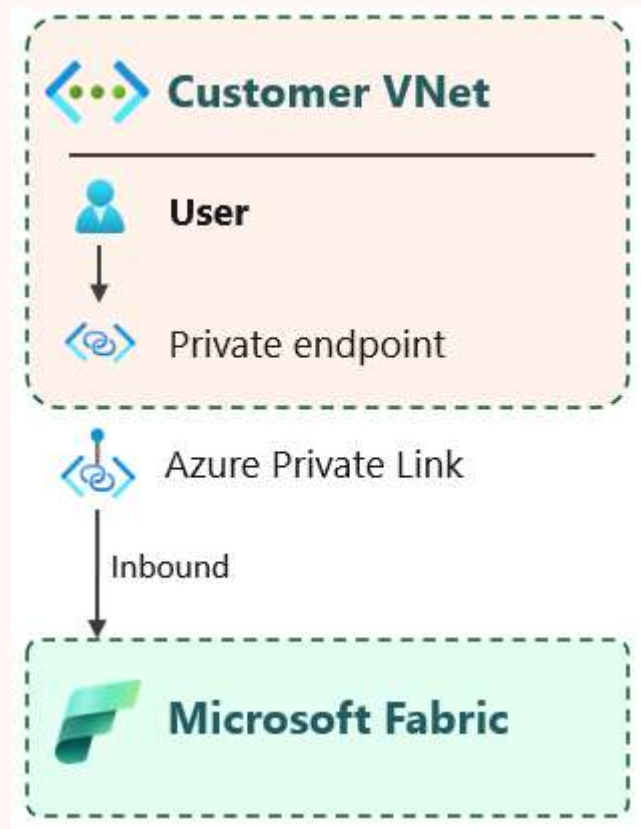 Customer VNet
User
Private endpoint
Azure Private Link
Inbound
Microsoft Fabric